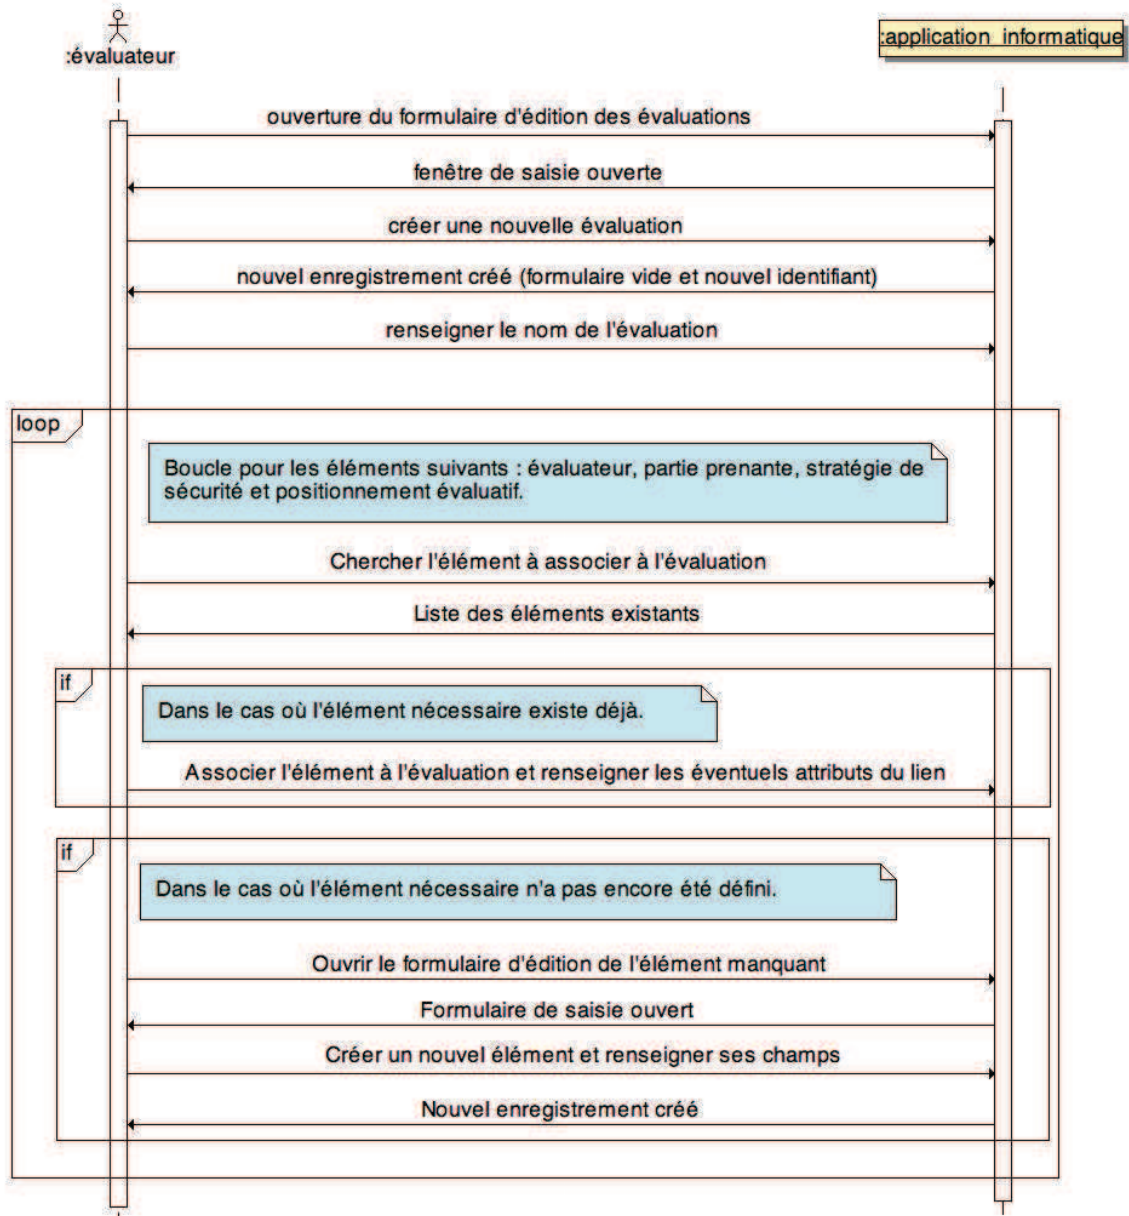 :évaluateur
:application_informatique
ouverture du formulaire d'édition des évaluations
fenêtre de saisie ouverte
créer une nouvelle évaluation
nouvel enregistrement créé (formulaire vide et nouvel identifiant)
renseigner le nom de l'évaluation
loop
Boucle pour les éléments suivants : évaluateur, partie prenante, stratégie de
sécurité et positionnement évaluatif.
Chercher l'élément à associer à l'évaluation
Liste des éléments existants
if
Dans le cas où l'élément nécessaire existe déjà.
Associer l'élément à l'évaluation et renseigner les éventuels attributs du lien
if
Dans le cas où l'élément nécessaire n'a pas encore été défini.
Ouvrir le formulaire d'édition de l'élément manquant
Formulaire de saisie ouvert
Créer un nouvel élément et renseigner ses champs
Nouvel enregistrement créé